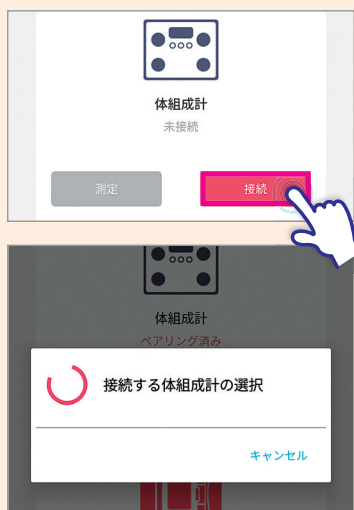 体組成計
未接続
測定
接続
体組成計
ペアリング済み
接続する体組成計の選択
キャンセル